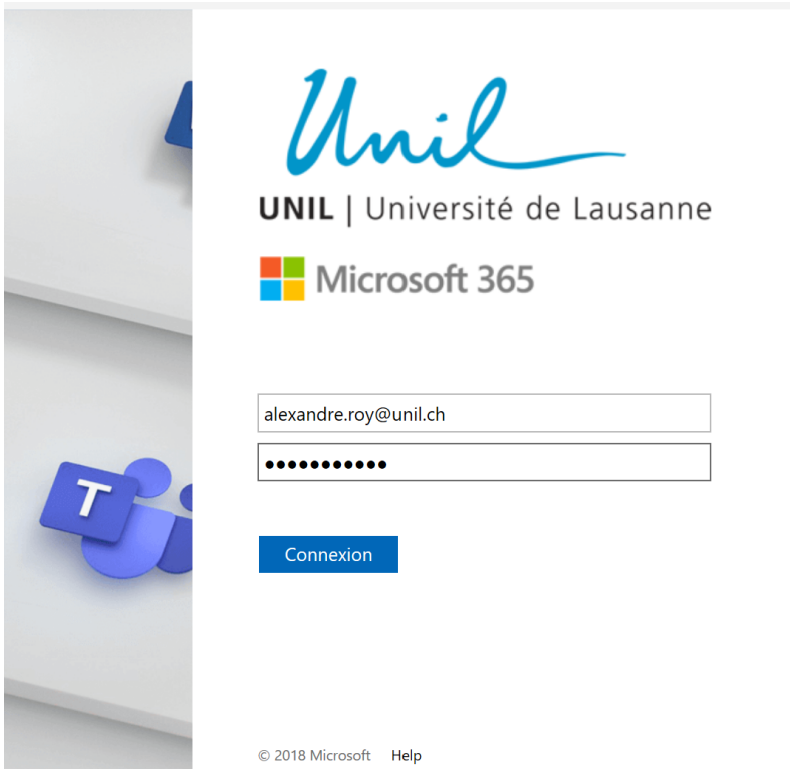 Unil
UNIL | Université de Lausanne
Microsoft 365
alexandre.roy@unil.ch
●●●●●●●●●●●
T
Connexion
© 2018 Microsoft Help